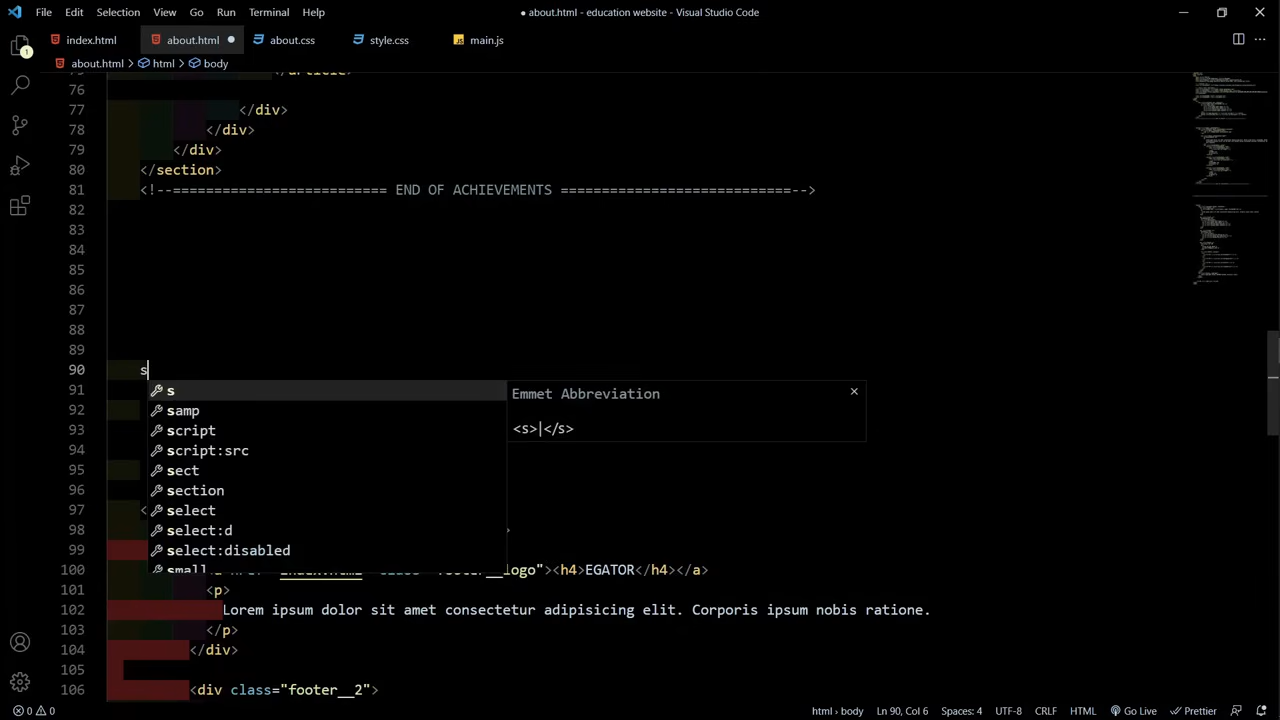 File Edit Selection View Go Run Terminal Help
● about.html - education website - Visual Studio Code
index.html about.html about.css style.css main.js
about.html > html > body
1
76
77 </div>
78 </div>
79 </div>
80 </section>
81 <!--========================== END OF ACHIEVEMENTS ============================-->
82
83
84
85
86
87
88
89
90 s
91 s
92 samp
93 script
94 script:src
95 sect
96 section
97 < select
98 select:d
99 select:disabled
small
Emmet Abbreviation
<s>|</s>
100 logo"><h4>EGATOR</h4></a>
101 <p>
102 Lorem ipsum dolor sit amet consectetur adipisicing elit. Corporis ipsum nobis ratione.
103 </p>
104 </div>
105
106 <div class="footer__2">
0 0 html > body Ln 90, Col 6 Spaces: 4 UTF-8 CRLF HTML Go Live Prettier